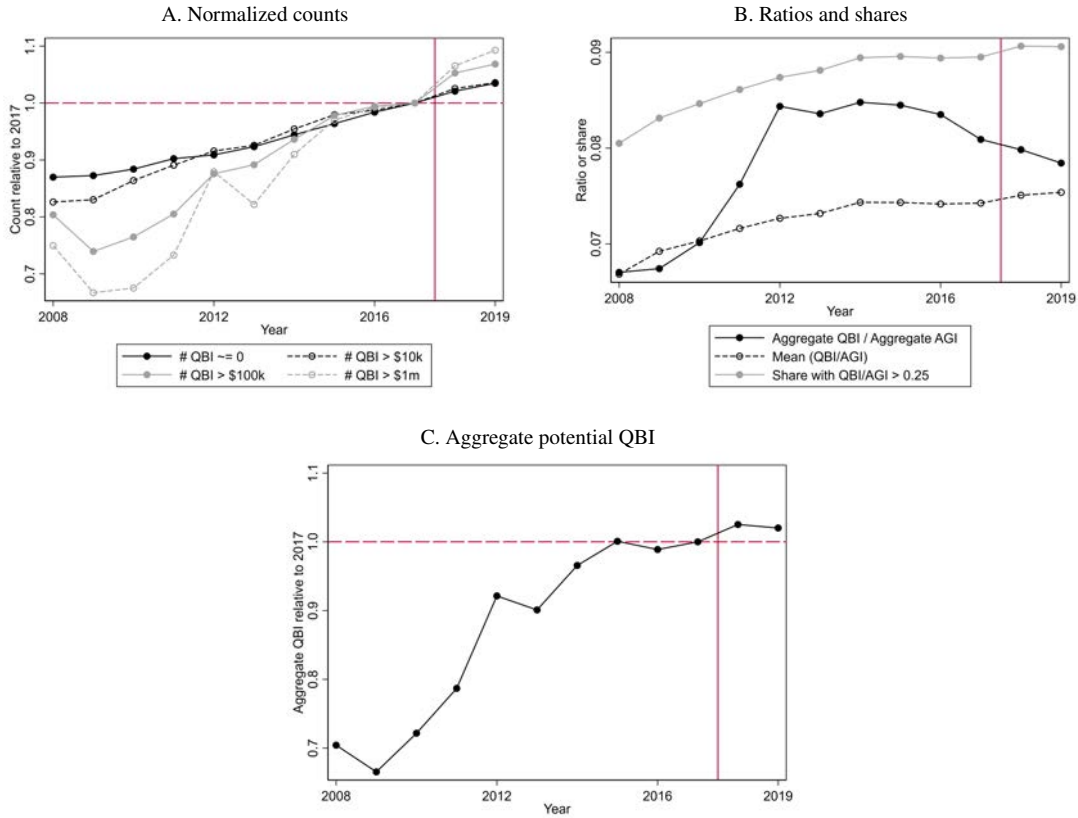 A. Normalized counts
Count relative to 2017
1.1
1.0
0.9
0.8
0.7
2008 2012 2016 2019
Year
# QBI ~= 0 # QBI > $10k
# QBI > $100k # QBI > $1m
B. Ratios and shares
Ratio or share
0.09
0.08
0.07
2008 2012 2016 2019
Year
Aggregate QBI / Aggregate AGI
Mean (QBI/AGI)
Share with QBI/AGI > 0.25
C. Aggregate potential QBI
Aggregate QBI relative to 2017
1.1
1.0
0.9
0.8
0.7
2008 2012 2016 2019
Year